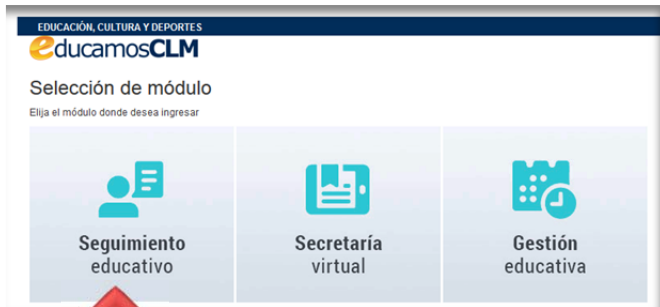 EDUCACIÓN, CULTURA Y DEPORTES
educamosCLM
Selección de módulo
Elija el módulo donde desea ingresar
Seguimiento
educativo
Secretaría
virtual
Gestión
educativa